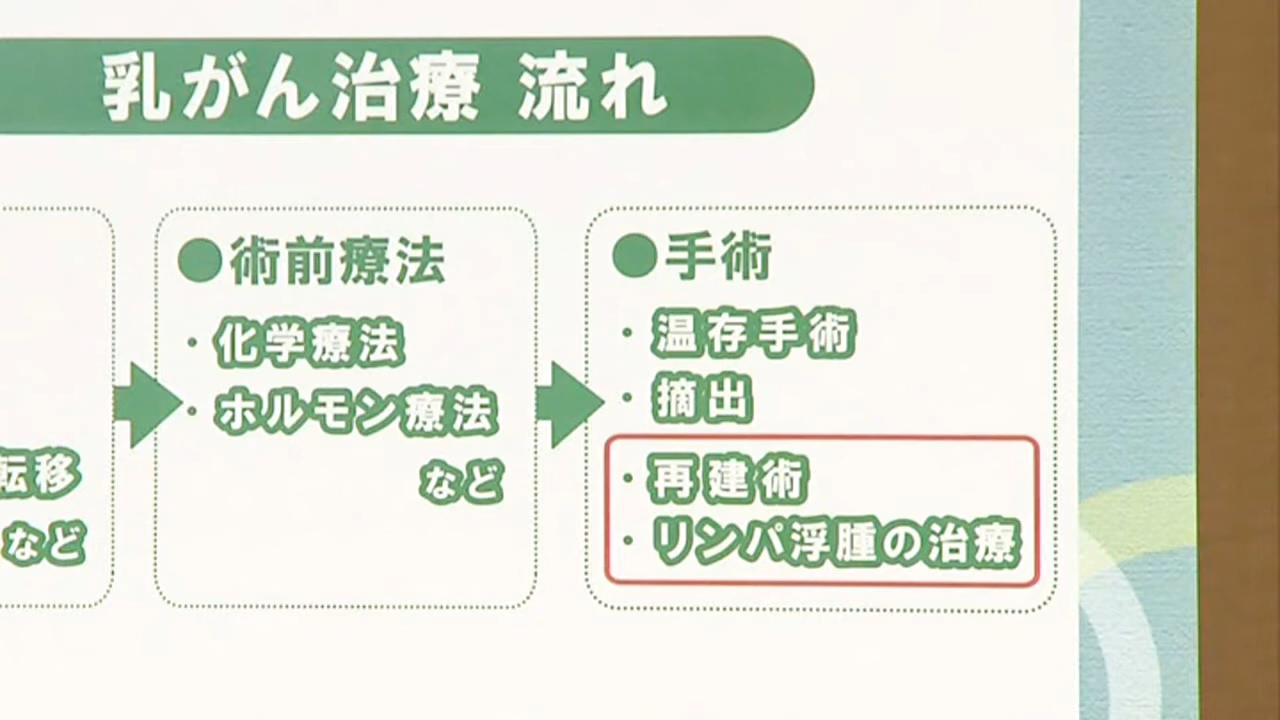 乳がん治療 流れ
転移
など
●術前療法
・化学療法
・ホルモン療法
など
●手術
・温存手術
・摘出
・再建術
・リンパ浮腫の治療